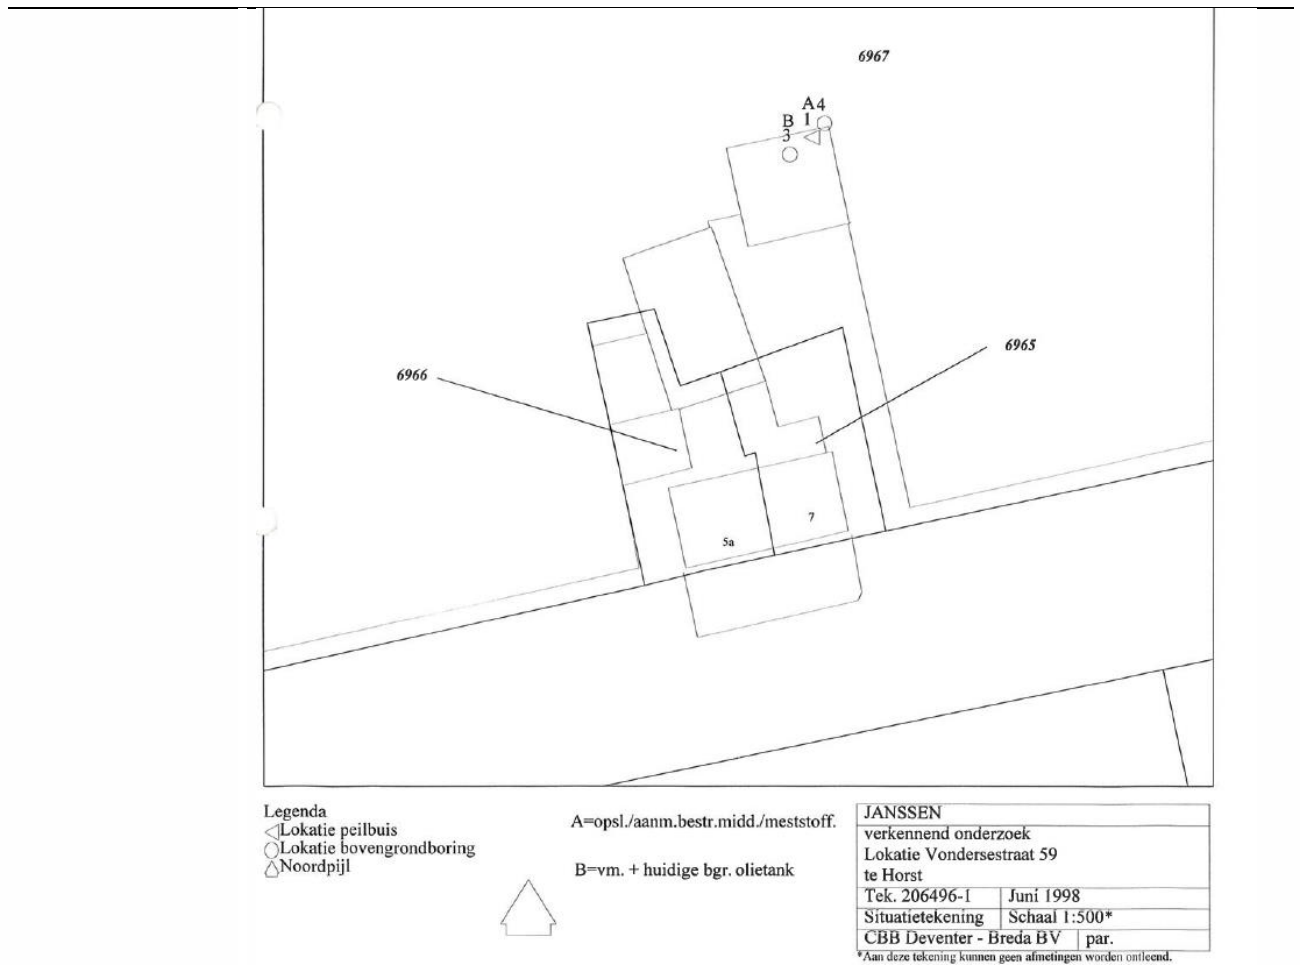 6967
A4
B 1
3
6965
6966
7
5a
Legenda
Lokatie peilbuis
Lokatie bovengrondboring
Noordpijl
A=opsl./aanm.bestr.midd./meststoff.
B=vm. + huidige bgr. olietank
JANSSEN
verkennend onderzoek
Lokatie Vondersestraat 59
te Horst
Tek. 206496-1 Juni 1998
Situatietekening Schaal 1:500*
CBB Deventer - Breda BV par.
*Aan deze tekening kunnen geen afmetingen worden ontleend.